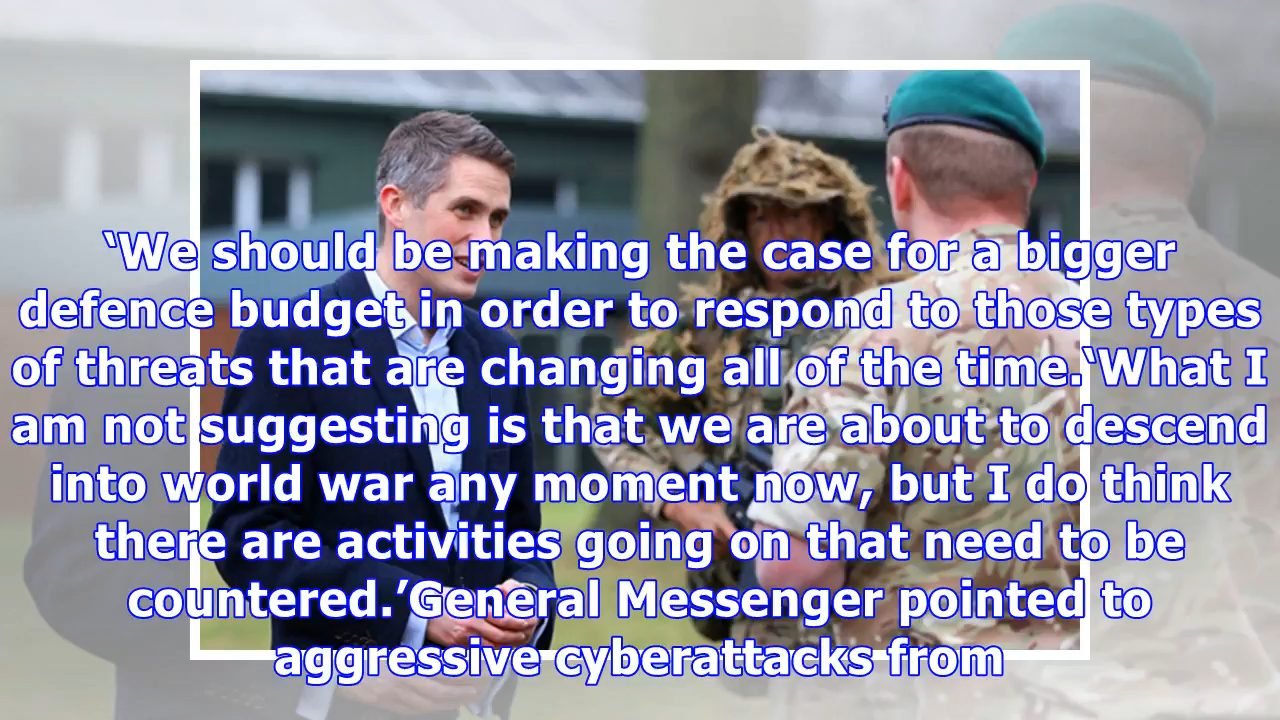 ‘We should be making the case for a bigger
defence budget in order to respond to those types
of threats that are changing all of the time.‘What I
am not suggesting is that we are about to descend
into world war any moment now, but I do think
there are activities going on that need to be
countered.’General Messenger pointed to
aggressive cyberattacks from